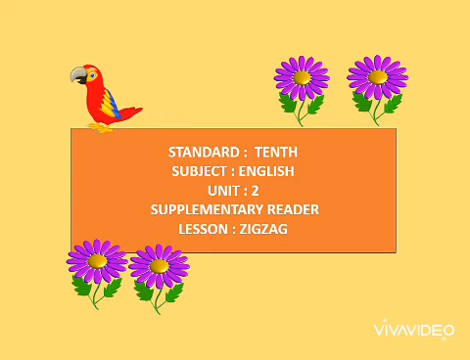 STANDARD :  TENTH
SUBJECT : ENGLISH
UNIT : 2
SUPPLEMENTARY READER
LESSON : ZIGZAG
VIVAVIDEO